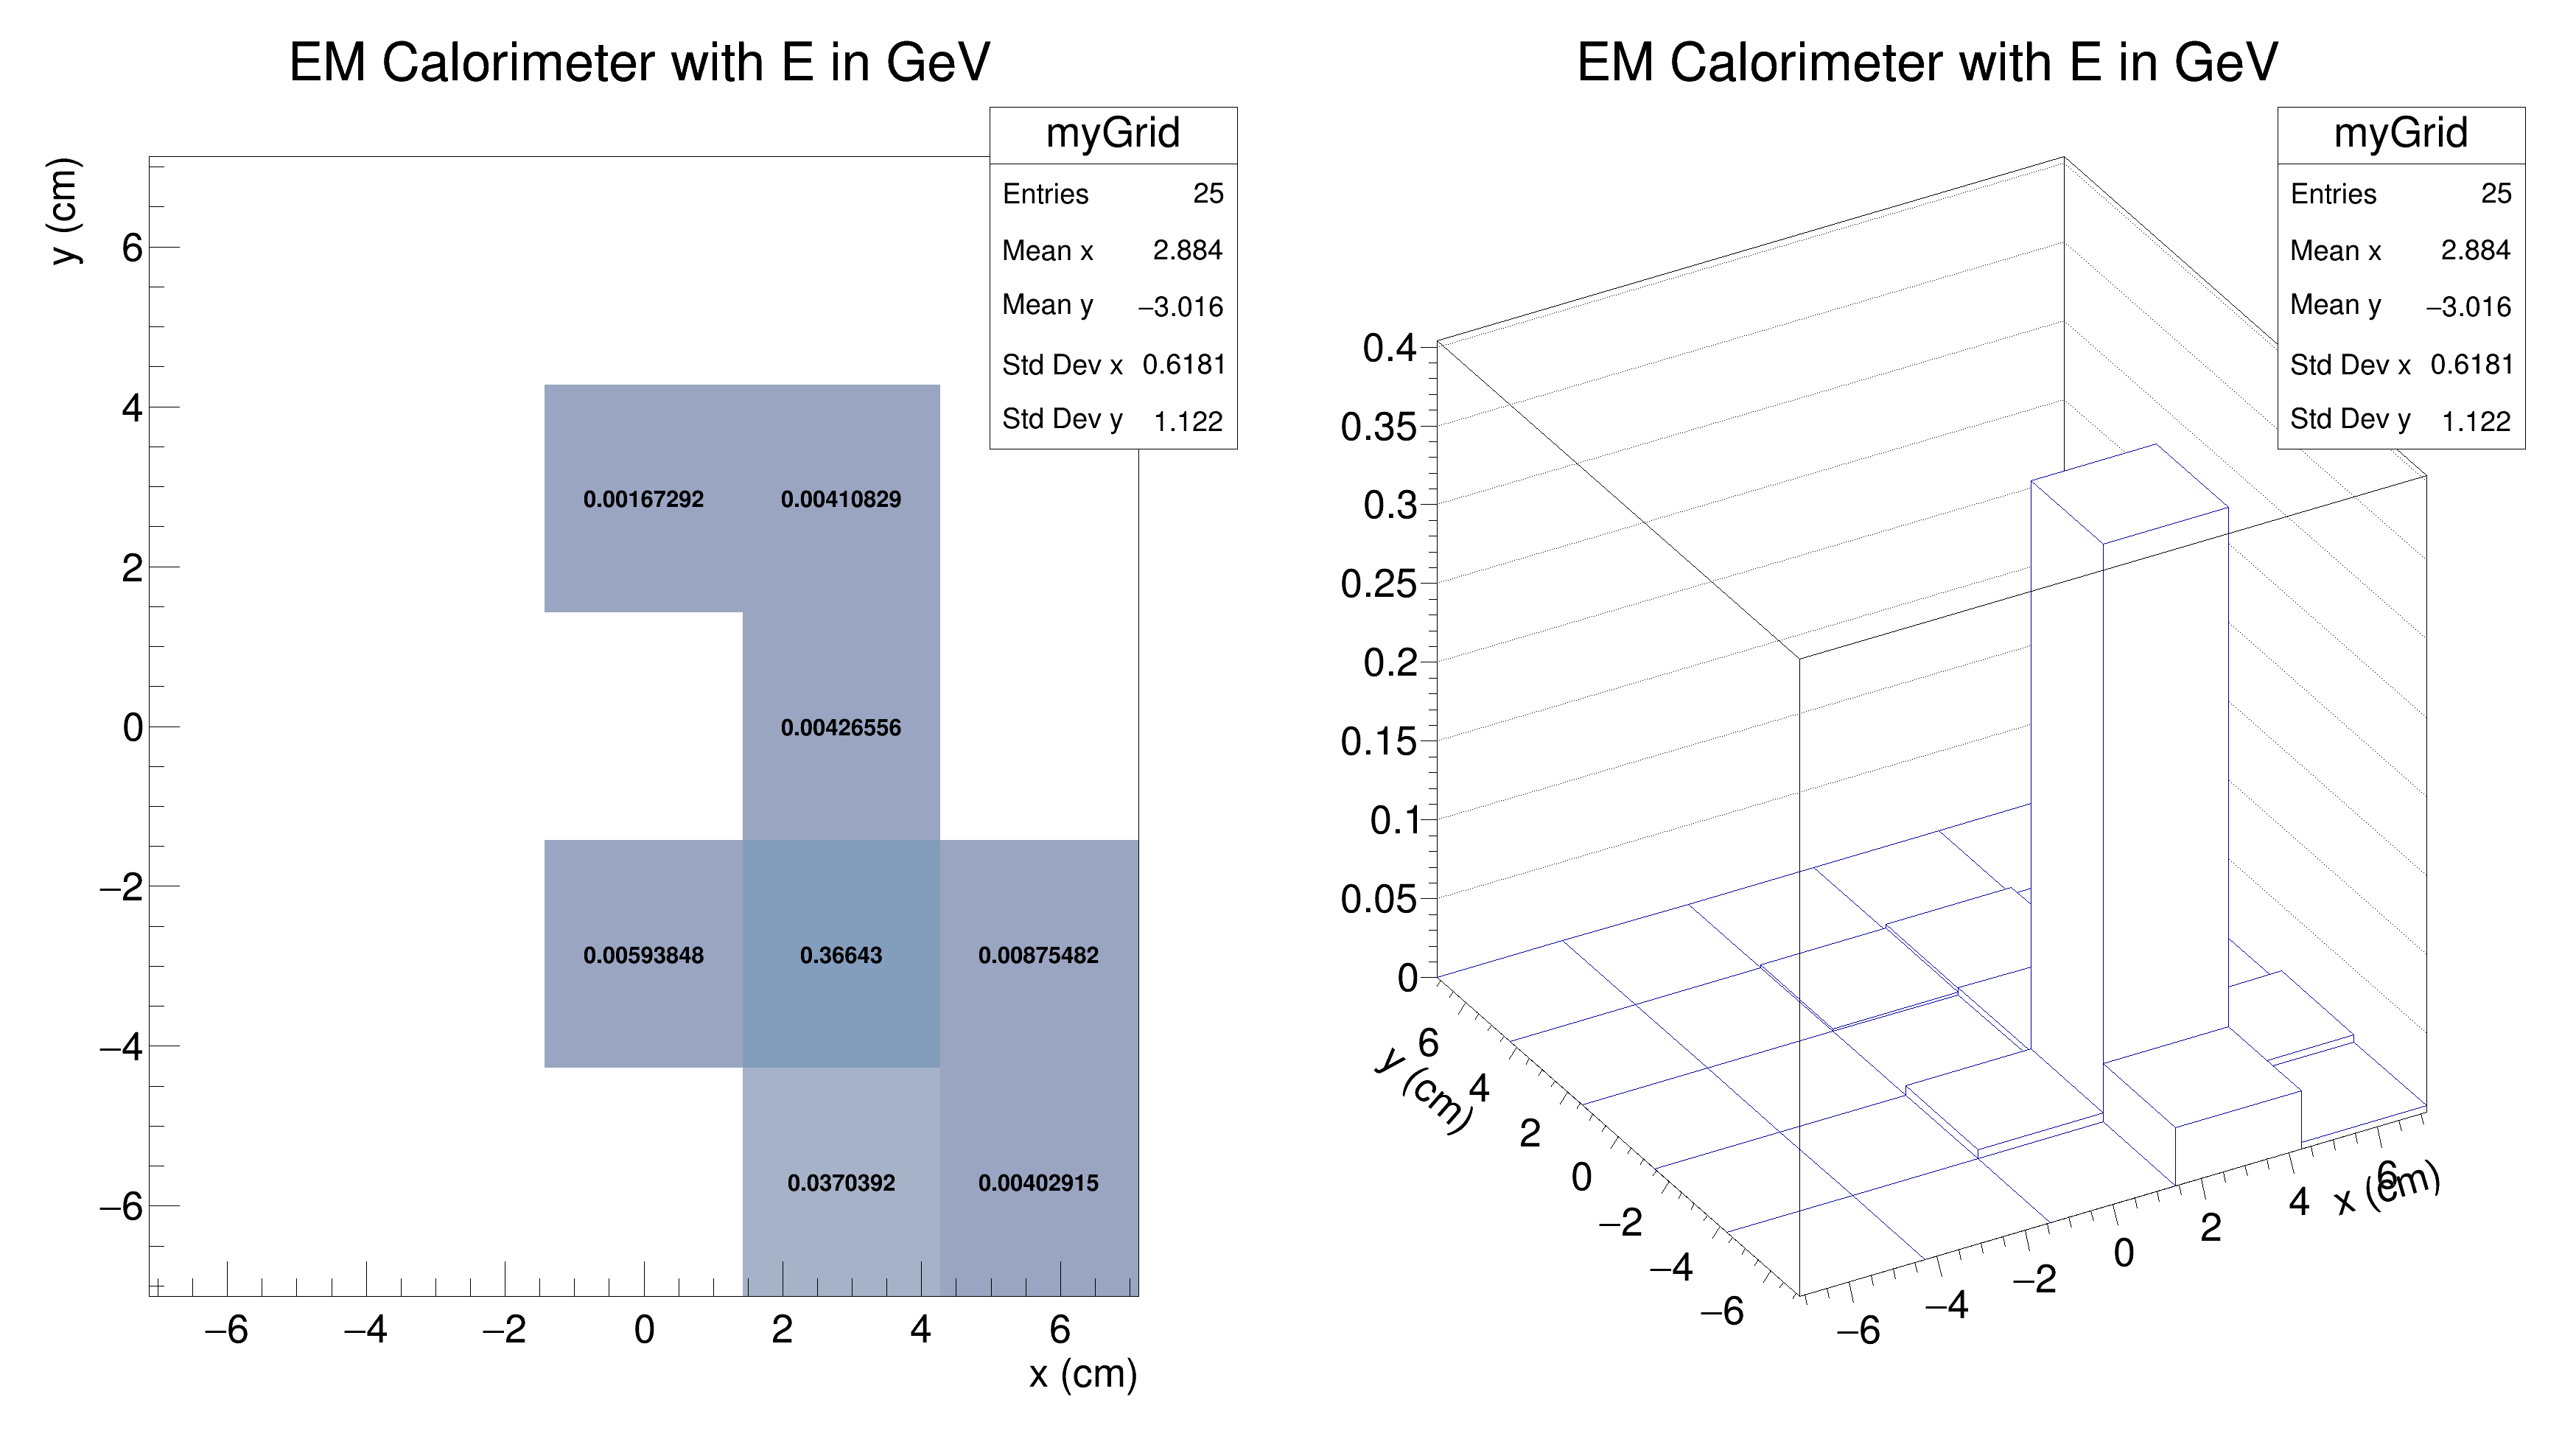 EM Calorimeter with E in GeV
myGrid
Entries 25
Mean x 2.884
Mean y −3.016
Std Dev x 0.6181
Std Dev y 1.122
y (cm)
6
4
2
0
−2
−4
−6
0.00167292 0.00410829
0.00426556
0.00593848 0.36643 0.00875482
0.0370392 0.00402915
−6 −4 −2 0 2 4 6
x (cm)
EM Calorimeter with E in GeV
myGrid
Entries 25
Mean x 2.884
Mean y −3.016
Std Dev x 0.6181
Std Dev y 1.122
0.4
0.35
0.3
0.25
0.2
0.15
0.1
0.05
0
y (cm)
6
4
2
0
−2
−4
−6
−6 −4 −2 0 2 4 6
x (cm)